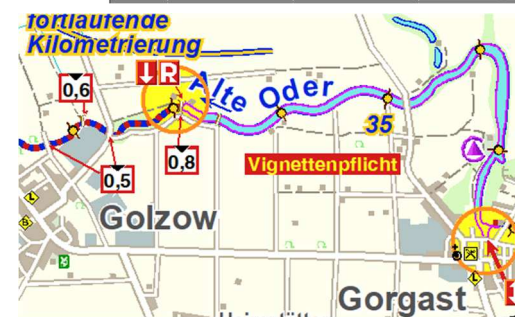 fortlaufende
Kilometrierung
R
Alte Oder
0,6
35
0,8
Vignettenpflicht
0,5
Golzow
Gorgast